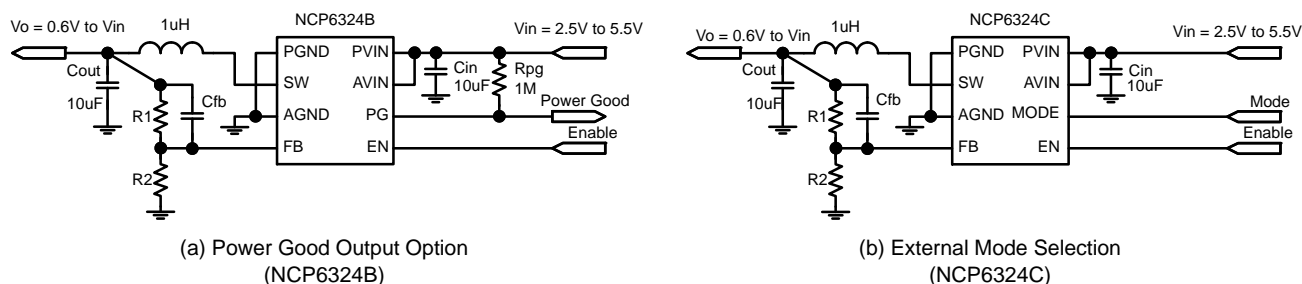 NCP6324B
Vo = 0.6V to Vin
1uH
Vin = 2.5V to 5.5V
PGND
PVIN
Cout
10uF
SW
AVIN
Cin
10uF
Rpg
1M
Cfb
R1
AGND
PG
Power Good
FB
EN
Enable
R2
(a) Power Good Output Option
(NCP6324B)
NCP6324C
Vo = 0.6V to Vin
1uH
Vin = 2.5V to 5.5V
PGND
PVIN
Cout
10uF
SW
AVIN
Cin
10uF
Cfb
R1
AGND
MODE
Mode
FB
EN
Enable
R2
(b) External Mode Selection
(NCP6324C)